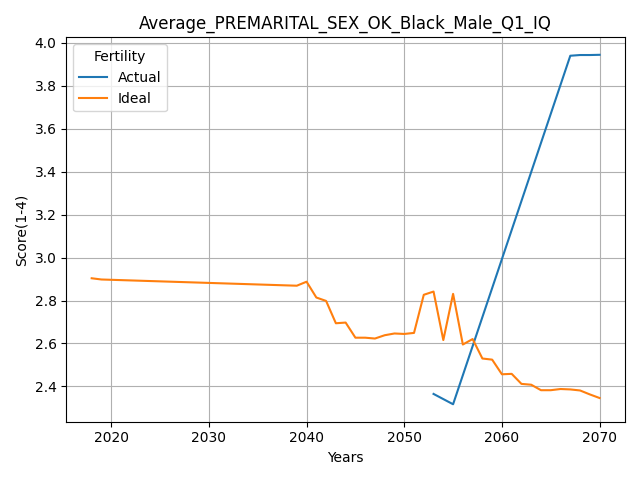 Average_PREMARITAL_SEX_OK_Black_Male_Q1_IQ
Fertility
Actual
Ideal
Score(1-4)
4.0
3.8
3.6
3.4
3.2
3.0
2.8
2.6
2.4
2020 2030 2040 2050 2060 2070
Years